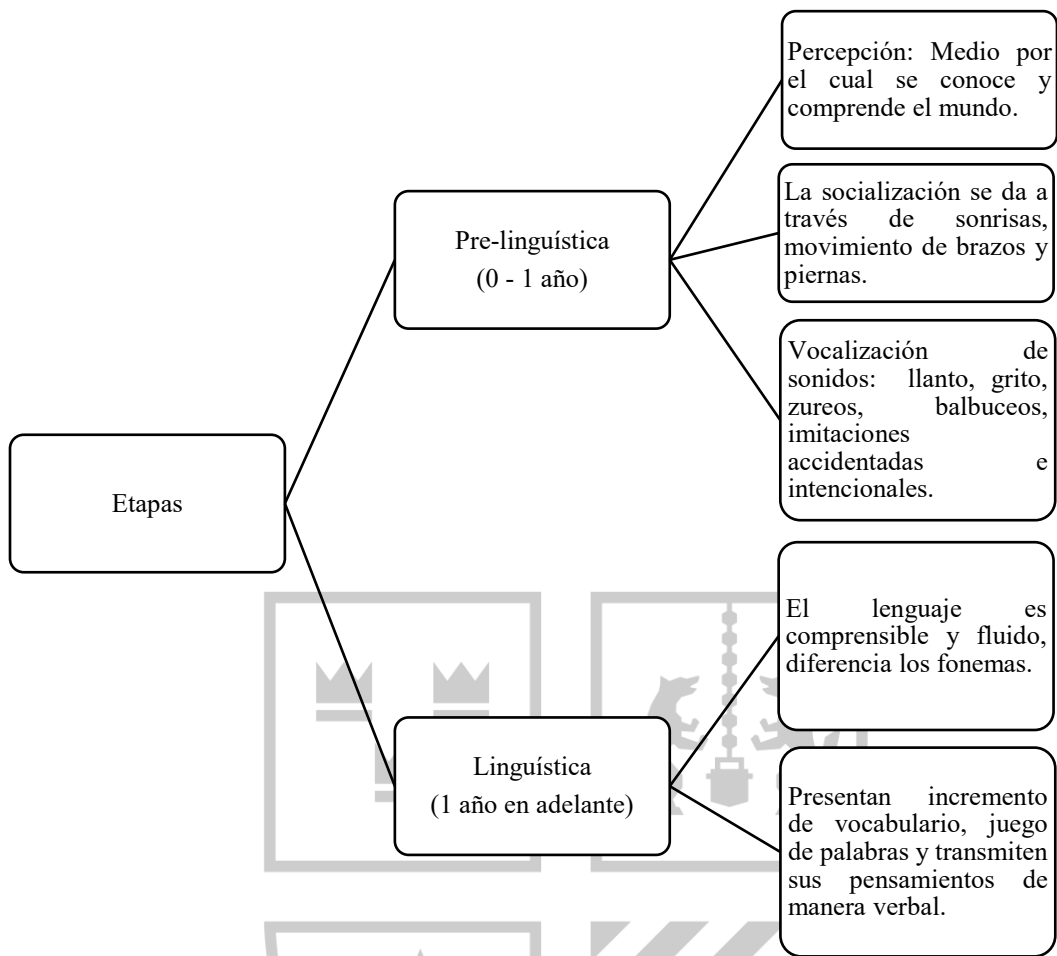 Etapas
Pre-linguística
(0 - 1 año)
Percepción: Medio por
el cual se conoce y
comprende el mundo.
La socialización se da a
través de sonrisas,
movimiento de brazos y
piernas.
Vocalización de
sonidos: llanto, grito,
zureos, balbuceos,
imitaciones
accidentadas e
intencionales.
Linguística
(1 año en adelante)
El lenguaje es
comprensible y fluido,
diferencia los fonemas.
Presentan incremento
de vocabulario, juego
de palabras y transmiten
sus pensamientos de
manera verbal.